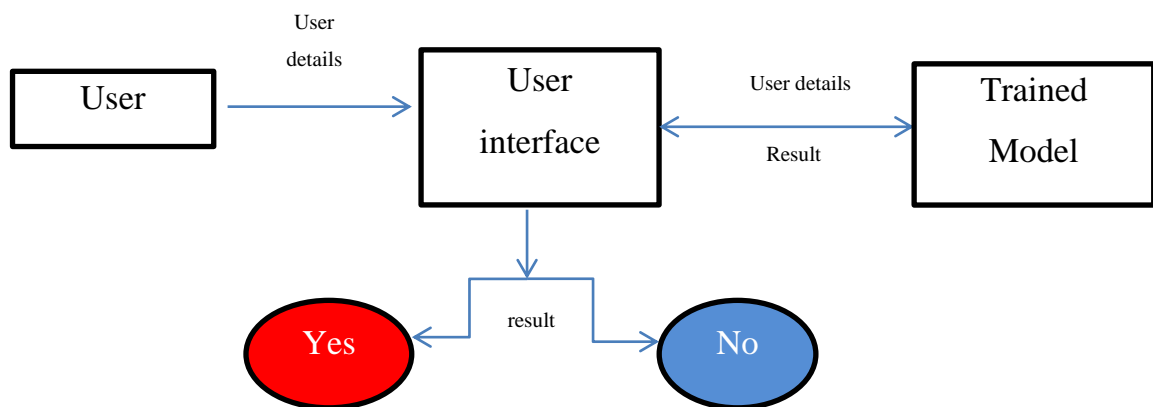 User
User
details
User
interface
User details
Result
Trained
Model
result
Yes
No